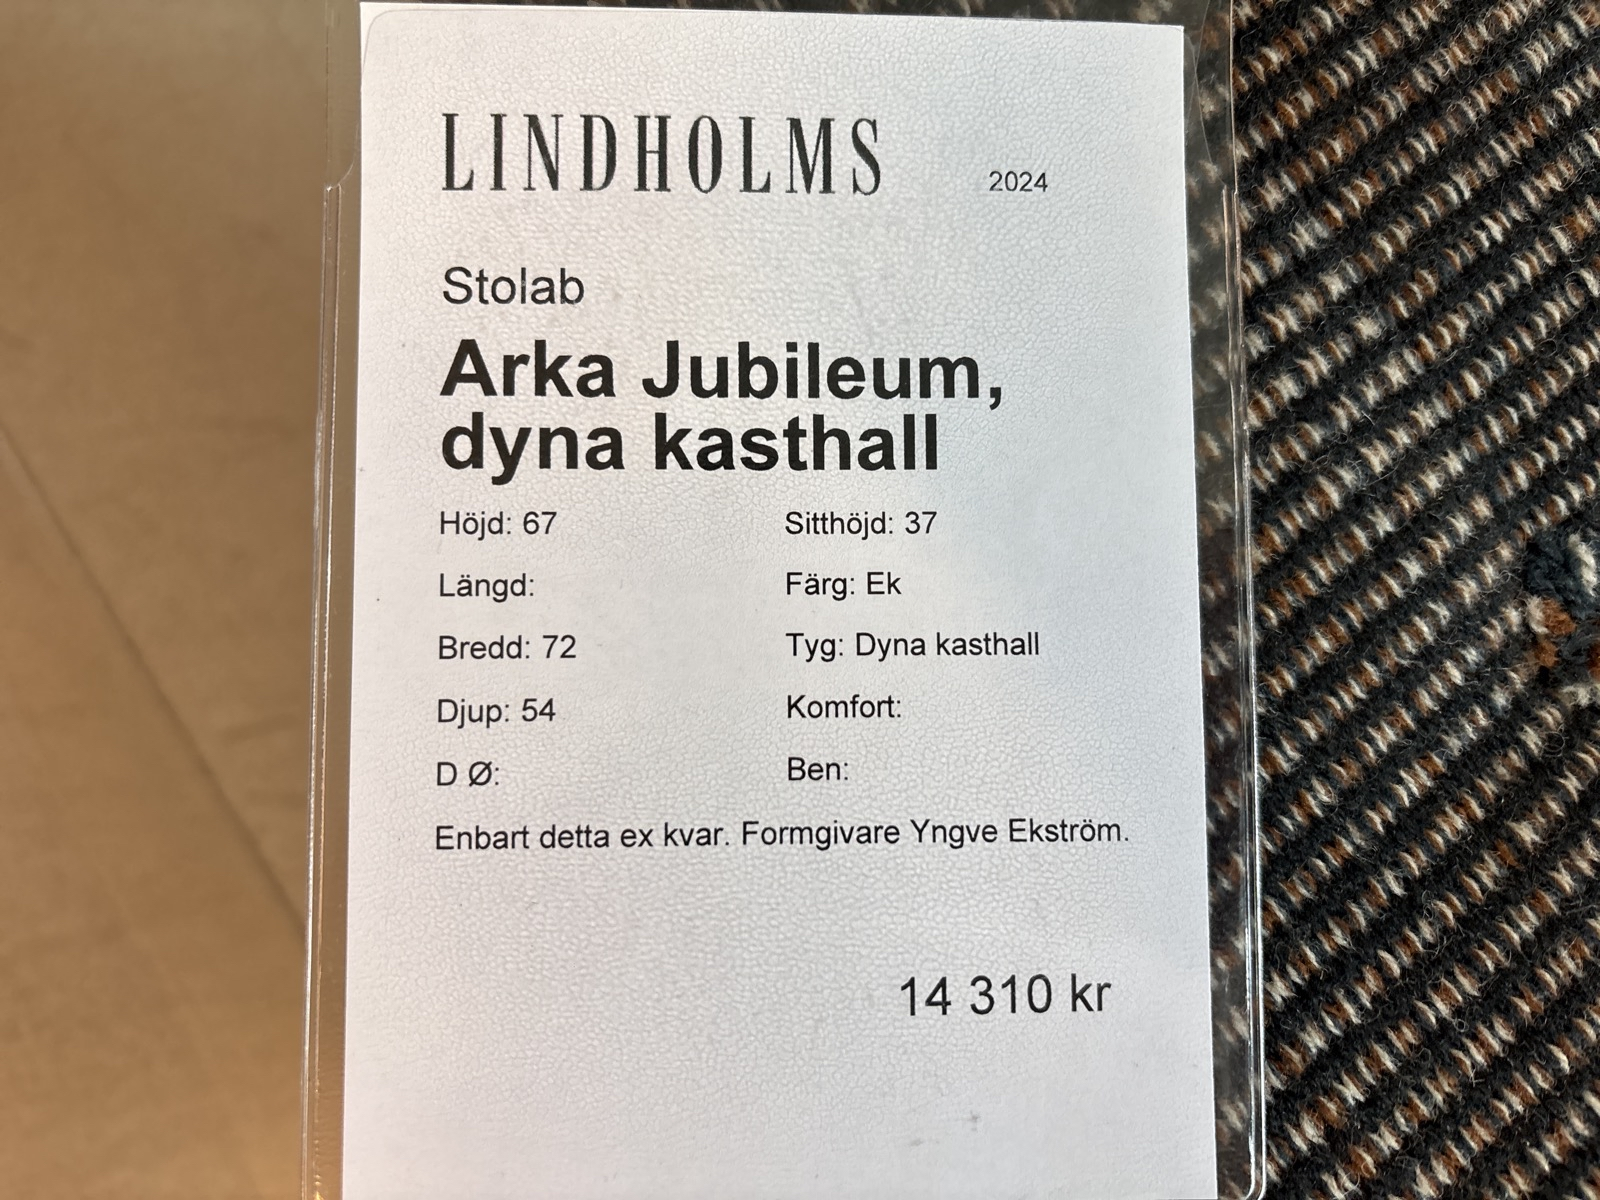 LINDHOLMS 2024
Stolab
Arka Jubileum,
dyna kasthall
Höjd: 67 Sitthöjd: 37
Längd: Färg: Ek
Bredd: 72 Tyg: Dyna kasthall
Djup: 54 Komfort:
D Ø: Ben:
Enbart detta ex kvar. Formgivare Yngve Ekström.
14 310 kr